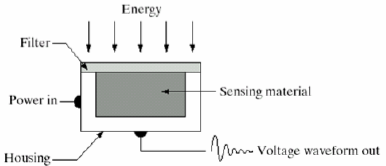 Energy
Filter
Power in
Sensing material
Housing
Voltage waveform out